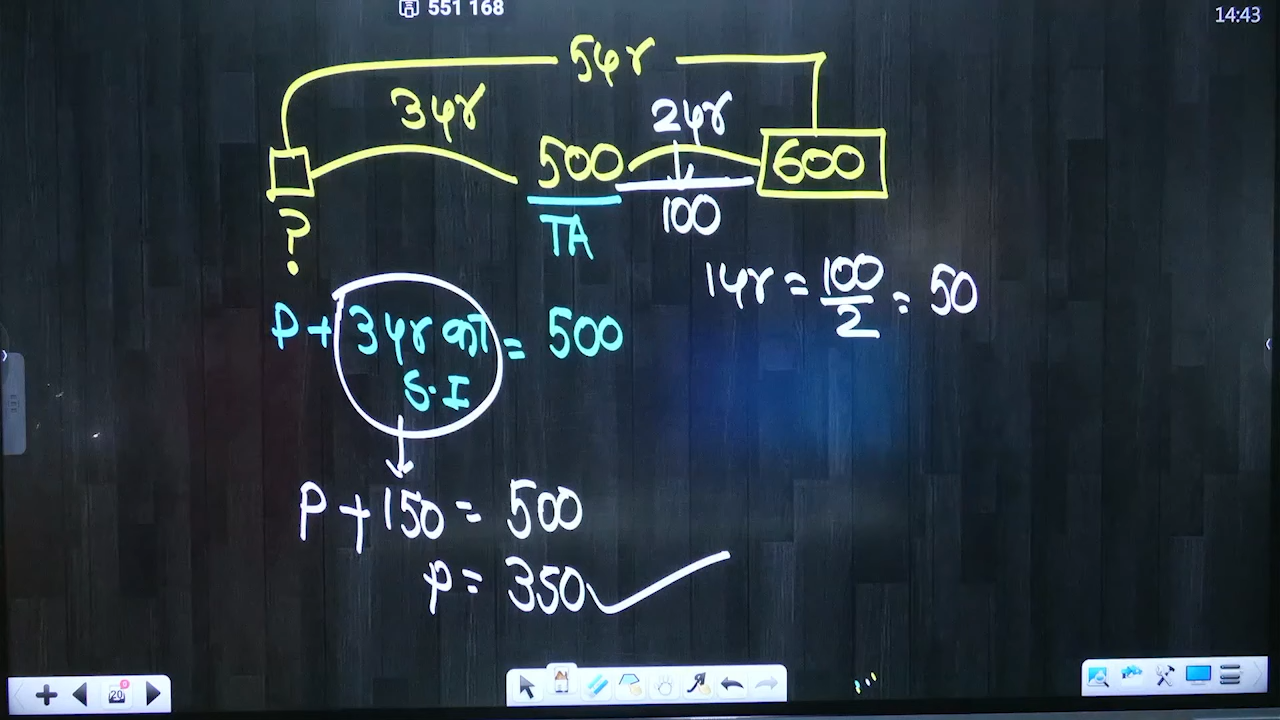 551 168
14:43
5yr
3yr
2yr
500
600
TA
100
?
1yr = 100/2 = 50
P + 3yr का = 500
S.I
P + 150 = 500
P = 350
20